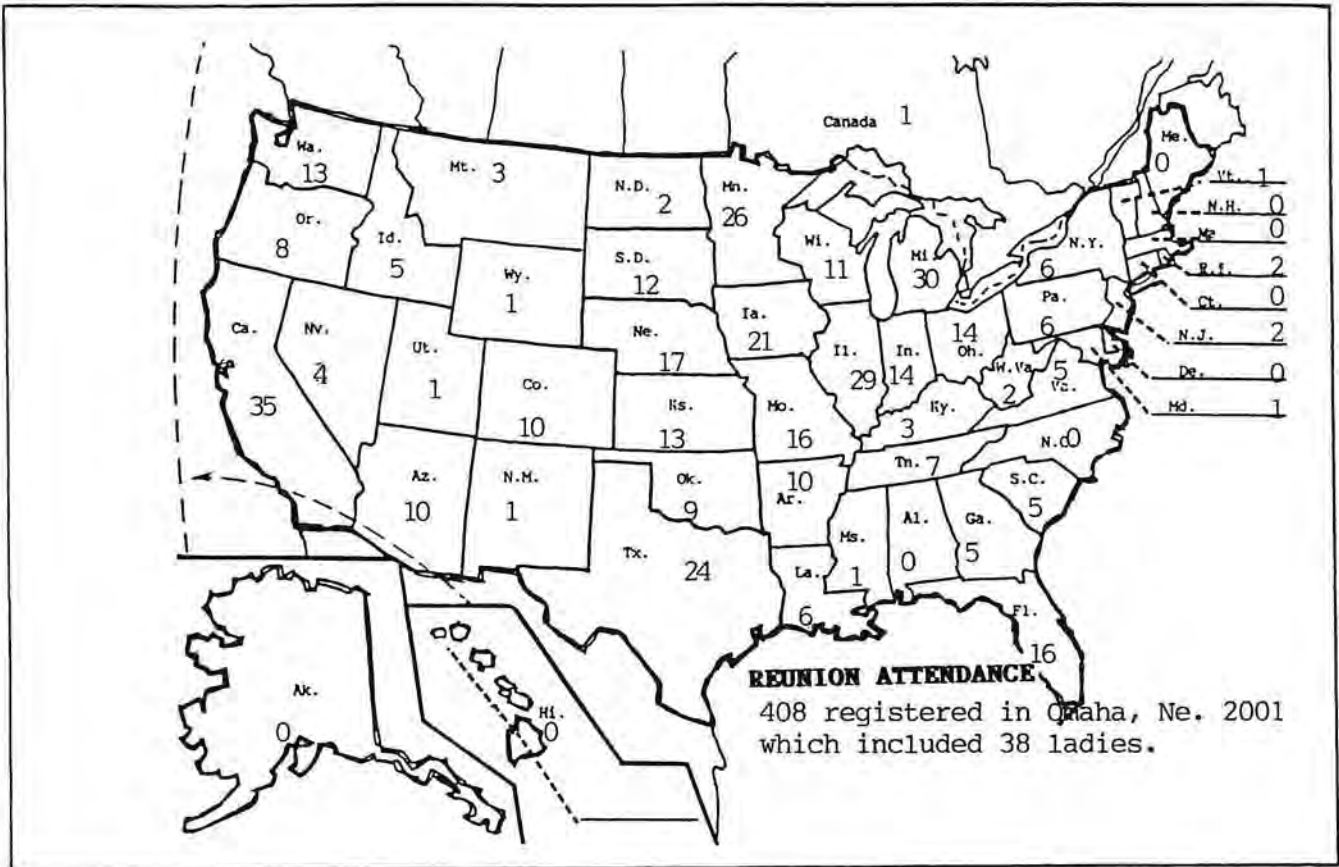 Canada 1
Me.
0
Wa.
13
Mt. 3
N.D. 2
Mn.
26
Vt. 1
N.H. 0
0
Or.
8
Id.
5
S.D.
12
Wi.
11
Mi
30
N.Y.
6
R.I. 2
Wy.
1
Ct. 0
Ca.
35
Nv.
4
Ut.
1
Ne.
17
Ia.
21
Il.
29
In.
14
14
Oh.
Pa.
6
N.J. 2
De. 0
Md. 1
Co.
10
Ks.
13
Mo.
16
Ky.
3
W.Va
2
5
Va.
Az.
10
N.M.
1
Ok.
9
10
Ar.
Tn. 7
N.C. 0
S.C.
5
Tx. 24
La.
6
Ms.
1
Al.
0
Ga.
5
Fl.
16
Ak.
0
Hi.
0
REUNION ATTENDANCE
408 registered in Omaha, Ne. 2001
which included 38 ladies.